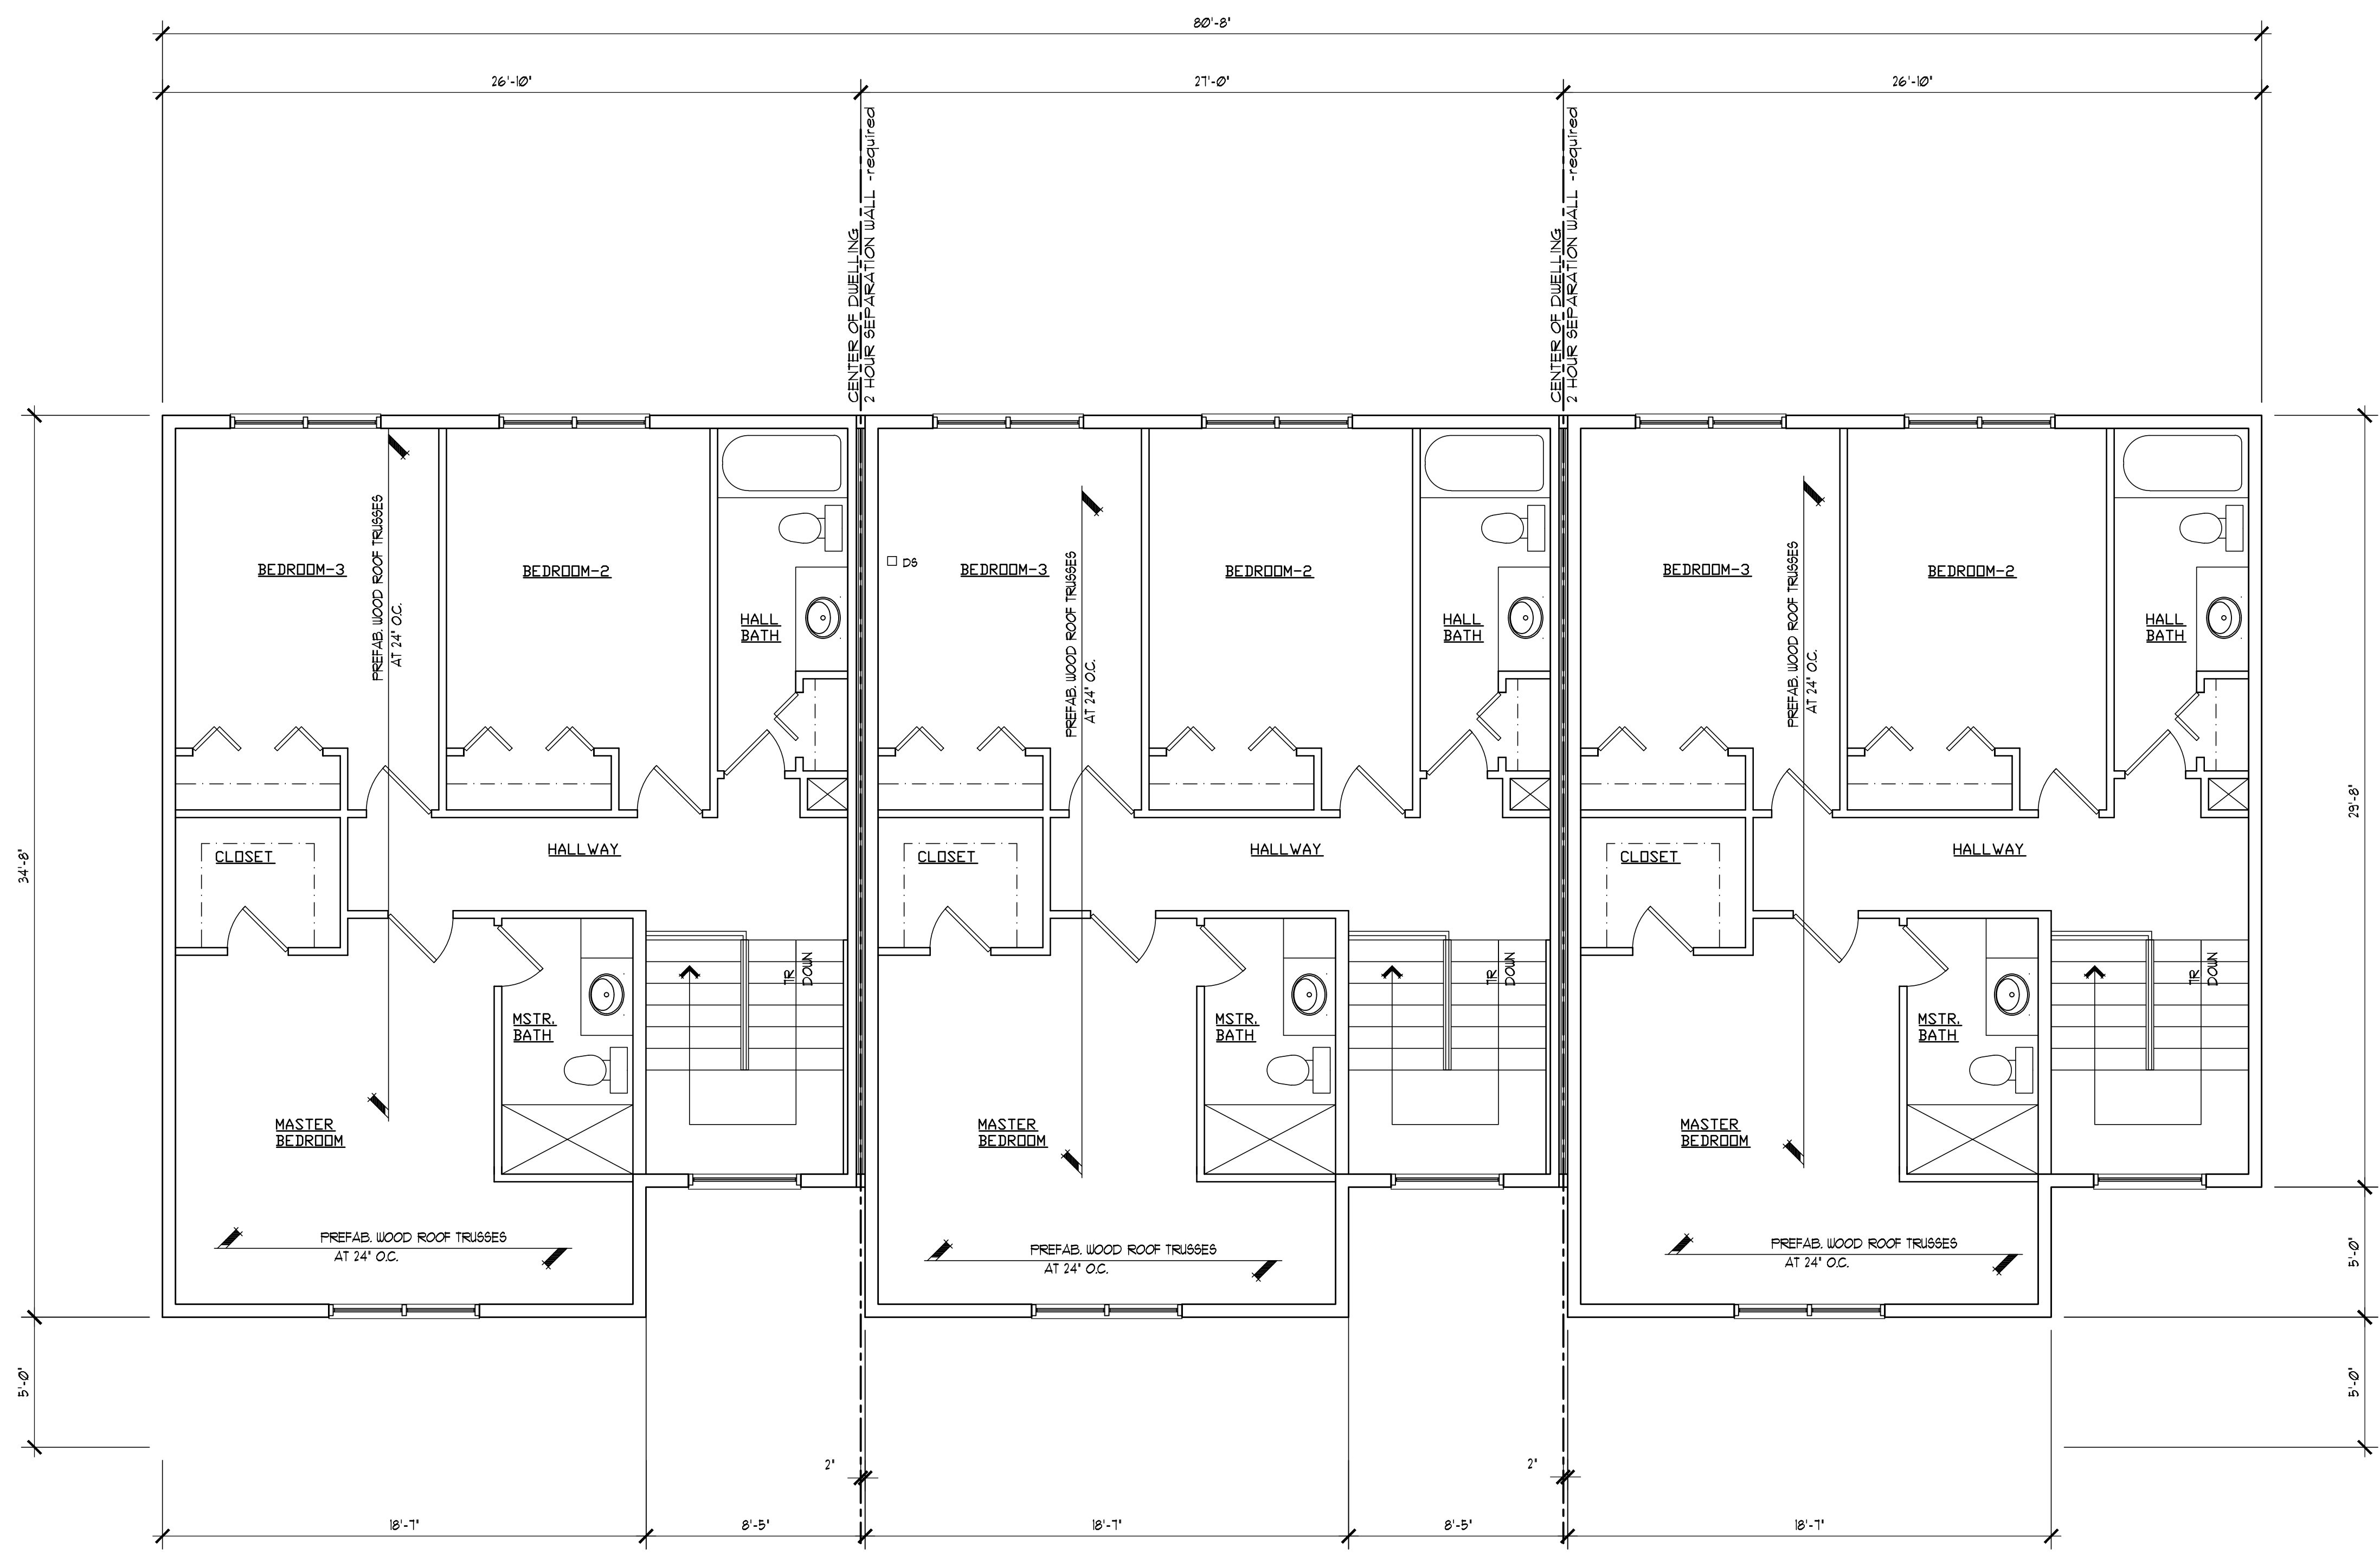 80'-8"
26'-10"
27'-0"
26'-10"
CENTER OF DWELLING
2 HOUR SEPARATION WALL -required
CENTER OF DWELLING
2 HOUR SEPARATION WALL -required
BEDROOM-3
PREFAB. WOOD ROOF TRUSSES
AT 24" O.C.
BEDROOM-2
HALL
BATH
DS
BEDROOM-3
PREFAB. WOOD ROOF TRUSSES
AT 24" O.C.
BEDROOM-2
HALL
BATH
BEDROOM-3
PREFAB. WOOD ROOF TRUSSES
AT 24" O.C.
BEDROOM-2
HALL
BATH
34'-8"
29'-8"
CLOSET
HALLWAY
CLOSET
HALLWAY
CLOSET
HALLWAY
MSTR.
BATH
DOWN
MSTR.
BATH
DOWN
MSTR.
BATH
DOWN
MASTER
BEDROOM
MASTER
BEDROOM
MASTER
BEDROOM
PREFAB. WOOD ROOF TRUSSES
AT 24" O.C.
PREFAB. WOOD ROOF TRUSSES
AT 24" O.C.
PREFAB. WOOD ROOF TRUSSES
AT 24" O.C.
5'-0"
5'-0"
5'-0"
2"
2"
18'-7"
8'-5"
18'-7"
8'-5"
18'-7"